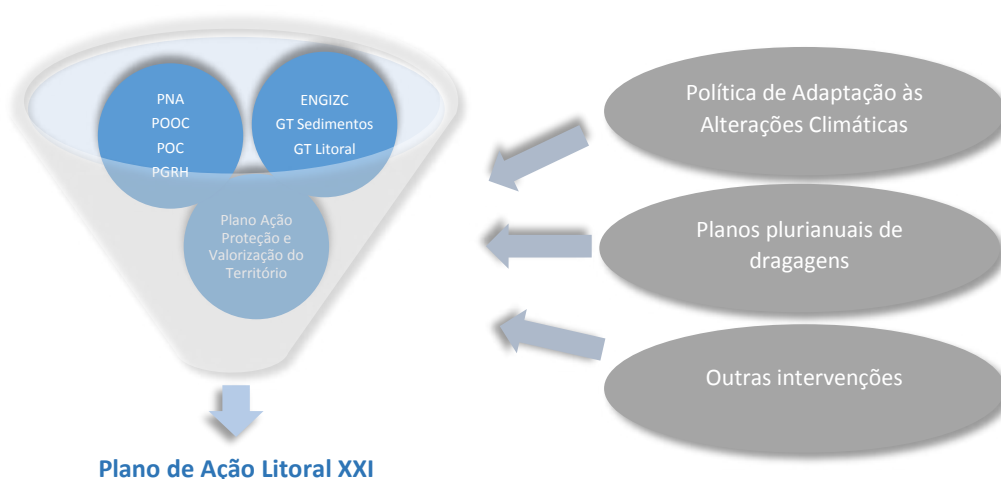 PNA
POOC
POC
PGRH
ENGIZC
GT Sedimentos
GT Litoral
Plano Ação
Proteção e
Valorização do
Território
Política de Adaptação às
Alterações Climáticas
Planos plurianuais de
dragagens
Outras intervenções
Plano de Ação Litoral XXI